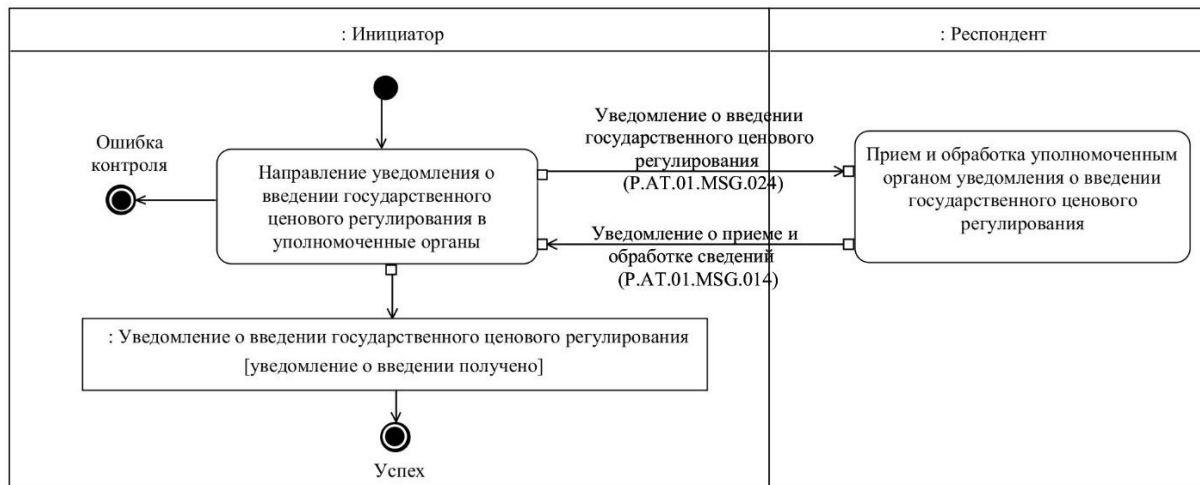 : Инициатор
: Респондент
Ошибка
контроля
Направление уведомления о
введении государственного
ценового регулирования в
уполномоченные органы
Уведомление о введении
государственного ценового
регулирования
(P.AT.01.MSG.024)
Прием и обработка уполномоченным
органом уведомления о введении
государственного ценового
регулирования
Уведомление о приеме и
обработке сведений
(P.AT.01.MSG.014)
: Уведомление о введении государственного ценового регулирования
[уведомление о введении получено]
Успех